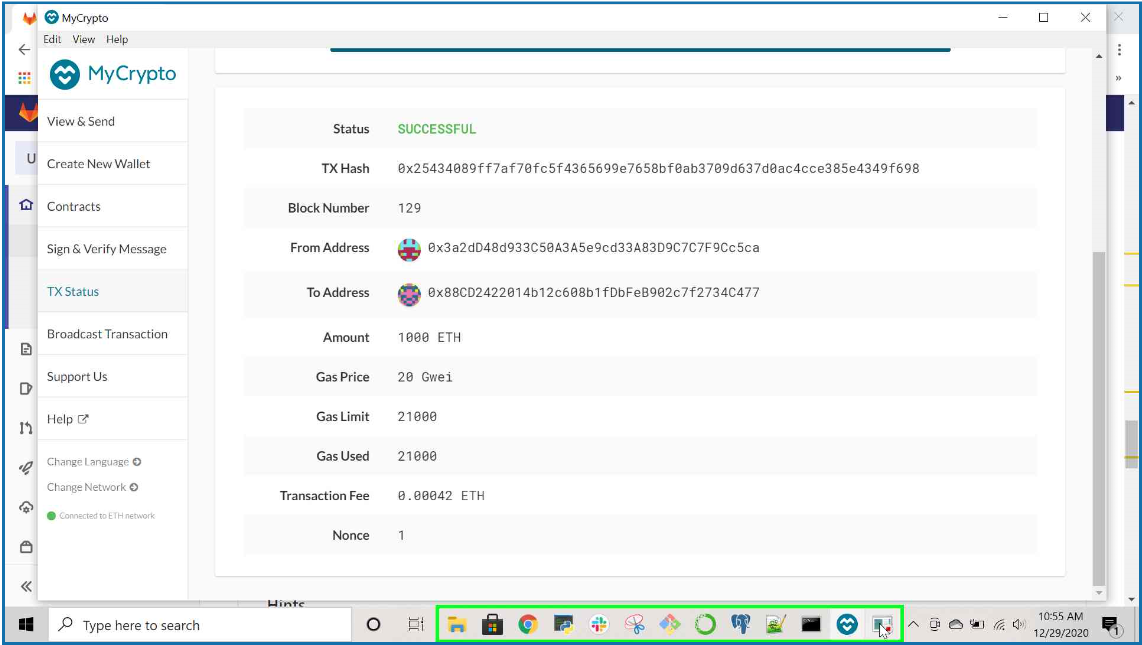 MyCrypto
Edit View Help
MyCrypto
View & Send
Create New Wallet
Contracts
Sign & Verify Message
TX Status
Broadcast Transaction
Support Us
Help
Change Language
Change Network
Connected to ETH network
U
Status SUCCESSFUL
TX Hash 0x25434089ff7af70fc5f4365699e7658bf0ab3709d637d0ac4cce385e4349f698
Block Number 129
From Address 0x3a2dD48d933C50A3A5e9cd33A83D9C7C7F9Cc5ca
To Address 0x88CD2422014b12c608b1fDbFeB902c7f2734C477
Amount 1000 ETH
Gas Price 20 Gwei
Gas Limit 21000
Gas Used 21000
Transaction Fee 0.00042 ETH
Nonce 1
Hints
Type here to search
10:55 AM
12/29/2020
1